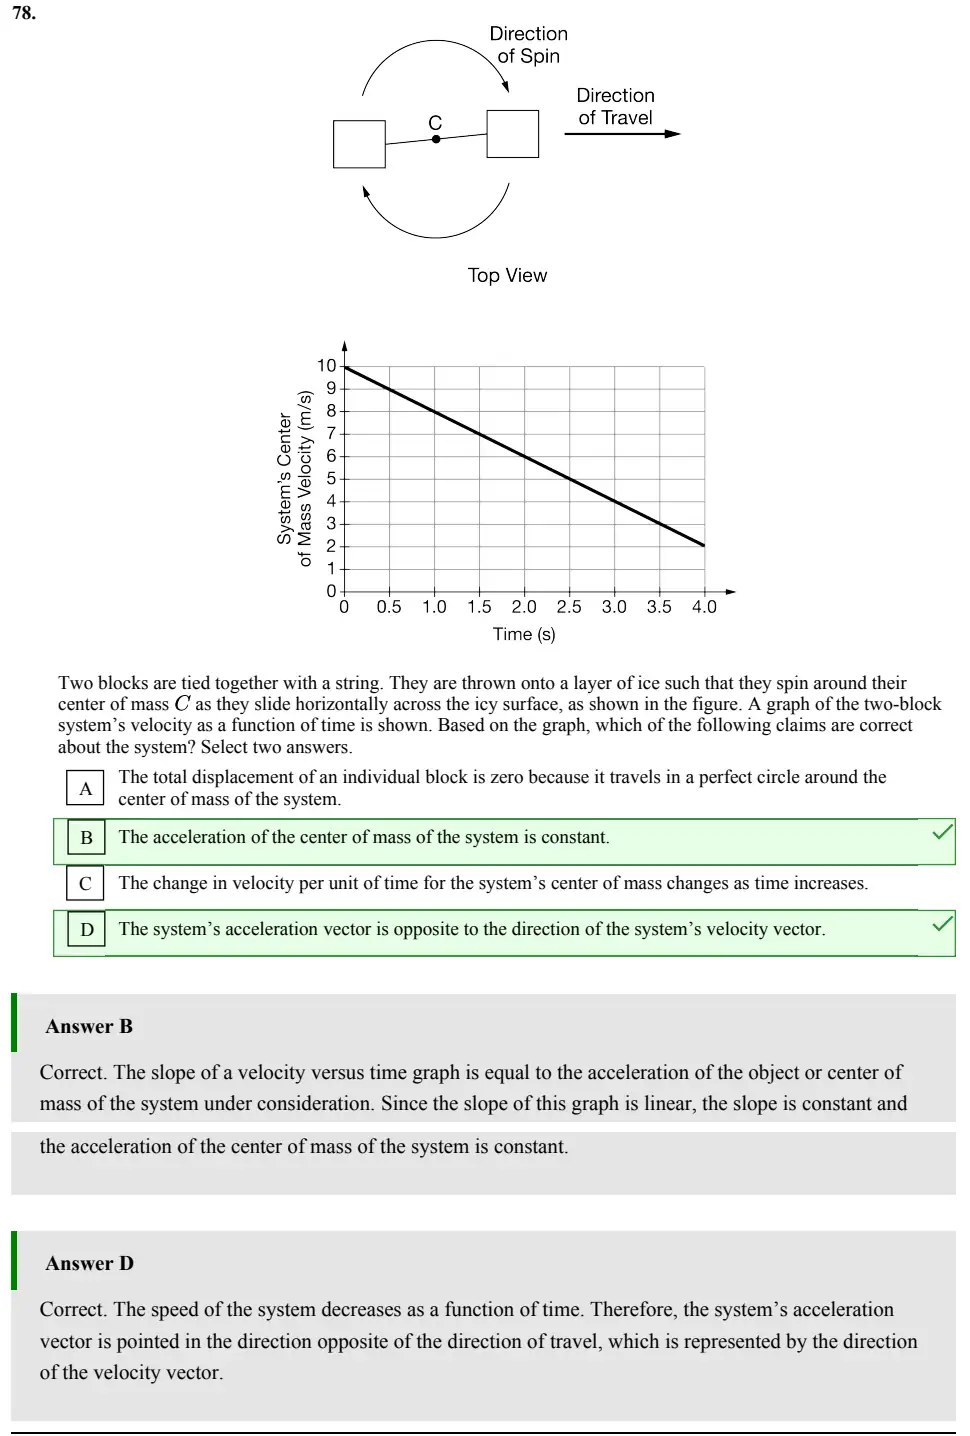 78.
Direction
of Spin
Direction
of Travel
C
Top View
System's Center
of Mass Velocity (m/s)
10
9
8
7
6
5
4
3
2
1
0
0 0.5 1.0 1.5 2.0 2.5 3.0 3.5 4.0
Time (s)
Two blocks are tied together with a string. They are thrown onto a layer of ice such that they spin around their
center of mass C as they slide horizontally across the icy surface, as shown in the figure. A graph of the two-block
system's velocity as a function of time is shown. Based on the graph, which of the following claims are correct
about the system? Select two answers.
A The total displacement of an individual block is zero because it travels in a perfect circle around the
center of mass of the system.
B The acceleration of the center of mass of the system is constant.
C The change in velocity per unit of time for the system's center of mass changes as time increases.
D The system's acceleration vector is opposite to the direction of the system's velocity vector.
Answer B
Correct. The slope of a velocity versus time graph is equal to the acceleration of the object or center of
mass of the system under consideration. Since the slope of this graph is linear, the slope is constant and
the acceleration of the center of mass of the system is constant.
Answer D
Correct. The speed of the system decreases as a function of time. Therefore, the system's acceleration
vector is pointed in the direction opposite of the direction of travel, which is represented by the direction
of the velocity vector.